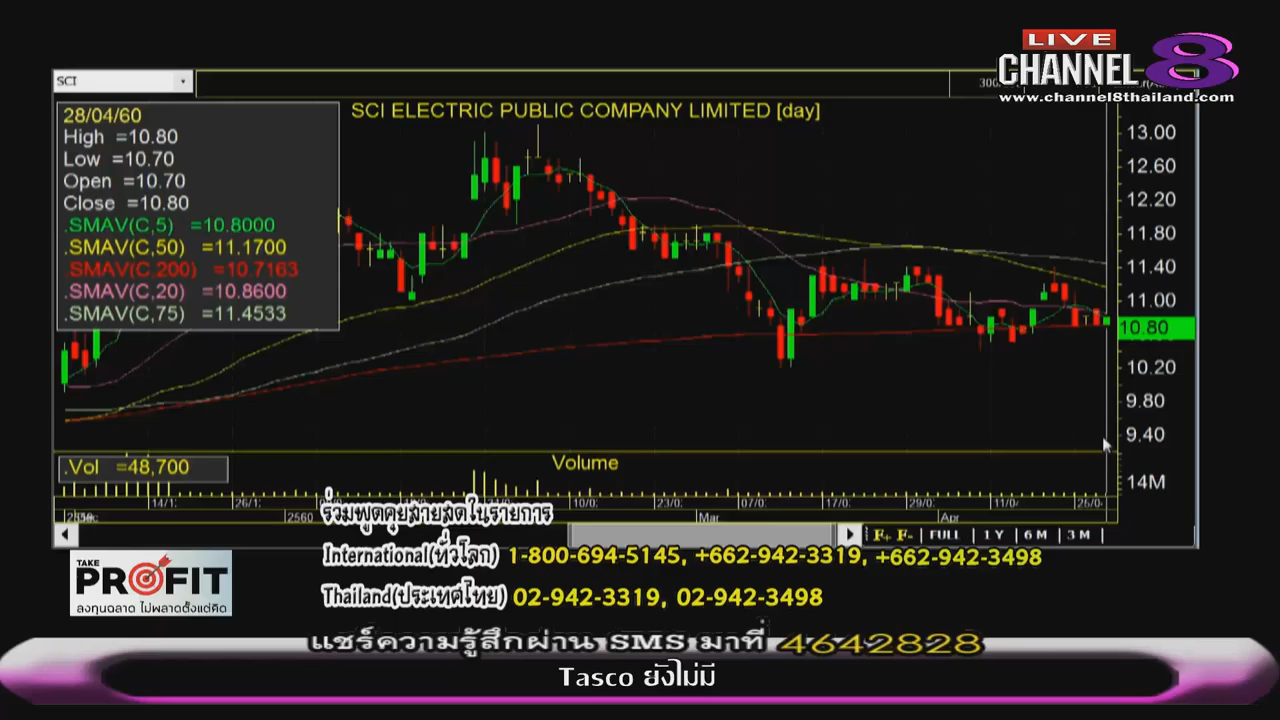 LIVE
CHANNEL 8
www.channel8thailand.com
SCI
SCI ELECTRIC PUBLIC COMPANY LIMITED [day]
28/04/60
High =10.80
Low =10.70
Open =10.70
Close =10.80
.SMAV(C,5) =10.8000
.SMAV(C,50) =11.1700
.SMAV(C,200) =10.7163
.SMAV(C,20) =10.8600
.SMAV(C,75) =11.4533
13.00
12.60
12.20
11.80
11.40
11.00
10.80
10.20
9.80
9.40
.Vol =48,700
Volume
14M
14/1: 26/1: 10/0: 23/0: 07/0: 17/0: 29/0: 11/0: 25/0
2560 Mar Apr
F+ F- FULL 1 Y 6 M 3 M
ร่วมพูดคุยสายสดในรายการ
International(ทั่วโลก) 1-800-694-5145, +662-942-3319, +662-942-3498
Thailand(ประเทศไทย) 02-942-3319, 02-942-3498
TAKE
PROFIT
ลงทุนฉลาด ไม่พลาดตั้งแต่คิด
แชร์ความรู้สึกผ่าน SMS มาที่ 4642828
Tasco ยังไม่มี